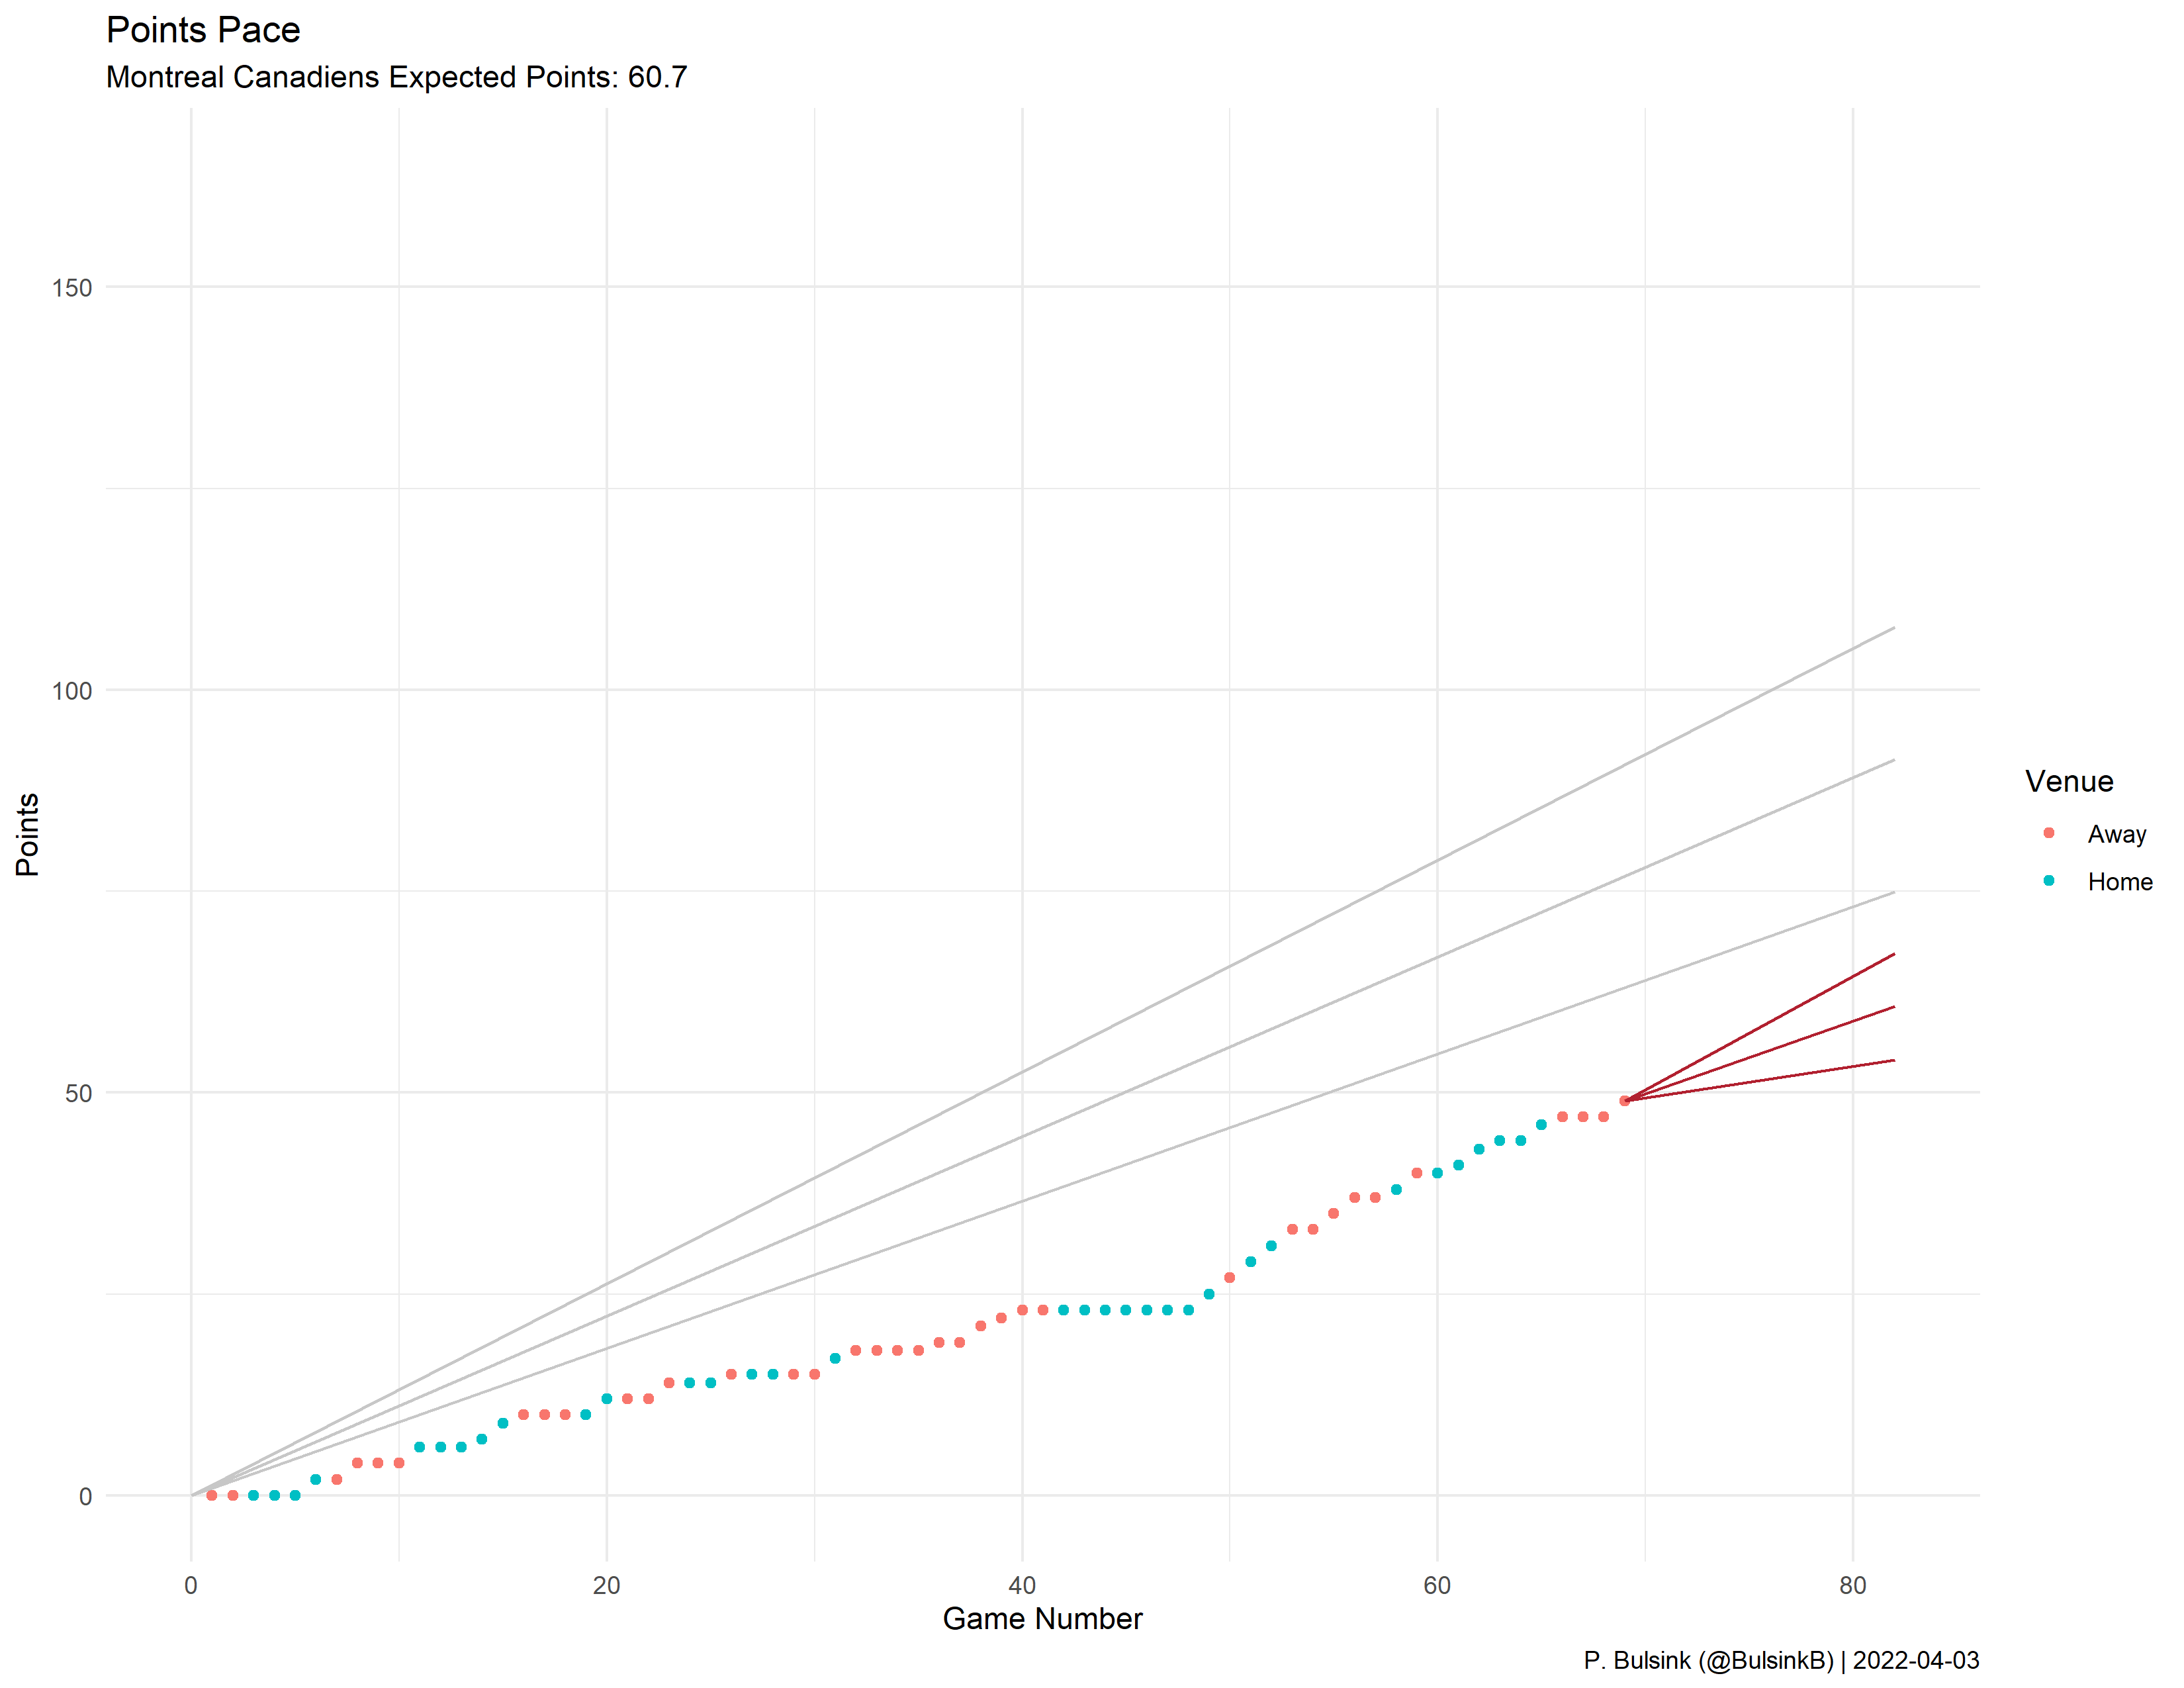 Points Pace
Montreal Canadiens Expected Points: 60.7
150
100
50
0
Points
0 20 40 60 80
Game Number
Venue
Away
Home
P. Bulsink (@BulsinkB) | 2022-04-03